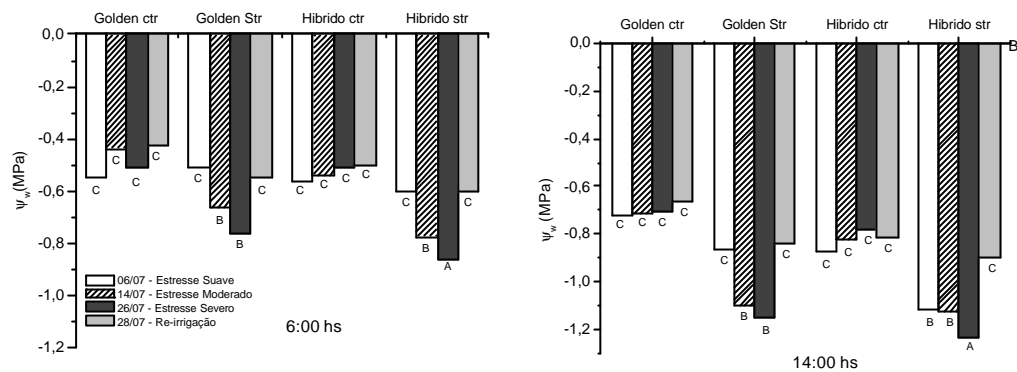 Golden ctr Golden Str Hibrido ctr Hibrido str
0,0
-0,2
-0,4
-0,6
-0,8
-1,0
-1,2
Ψw(MPa)
C C C C C B B C C C C C C B A C
06/07 - Estresse Suave
14/07 - Estresse Moderado
26/07 - Estresse Severo
28/07 - Re-irrigação
6:00 hs
Golden ctr Golden Str Hibrido ctr Hibrido str
0,0
-0,2
-0,4
-0,6
-0,8
-1,0
-1,2
Ψw (MPa)
B
C C C C C B B C C C C C B B A C
14:00 hs